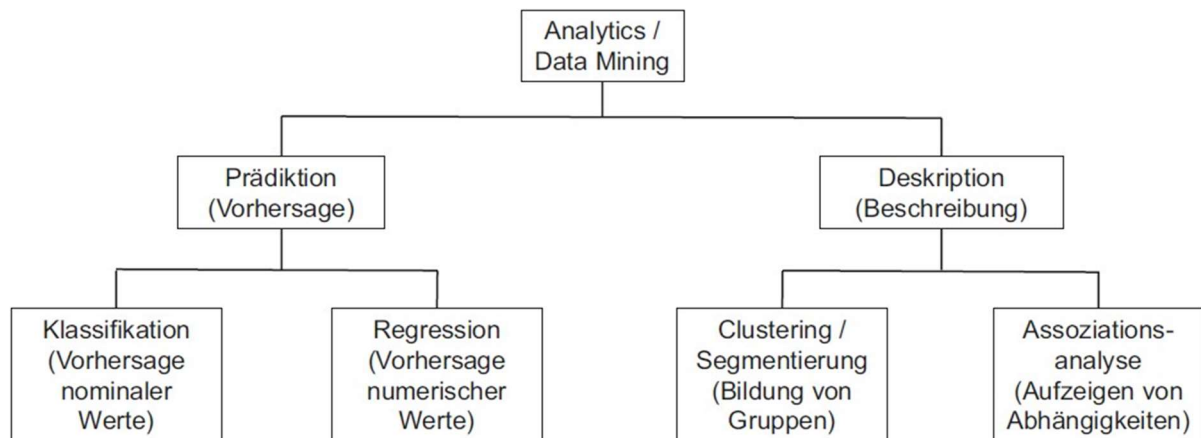 Analytics /
Data Mining
Prädiktion
(Vorhersage)
Deskription
(Beschreibung)
Klassifikation
(Vorhersage
nominaler
Werte)
Regression
(Vorhersage
numerischer
Werte)
Clustering /
Segmentierung
(Bildung von
Gruppen)
Assoziations-
analyse
(Aufzeigen von
Abhängigkeiten)